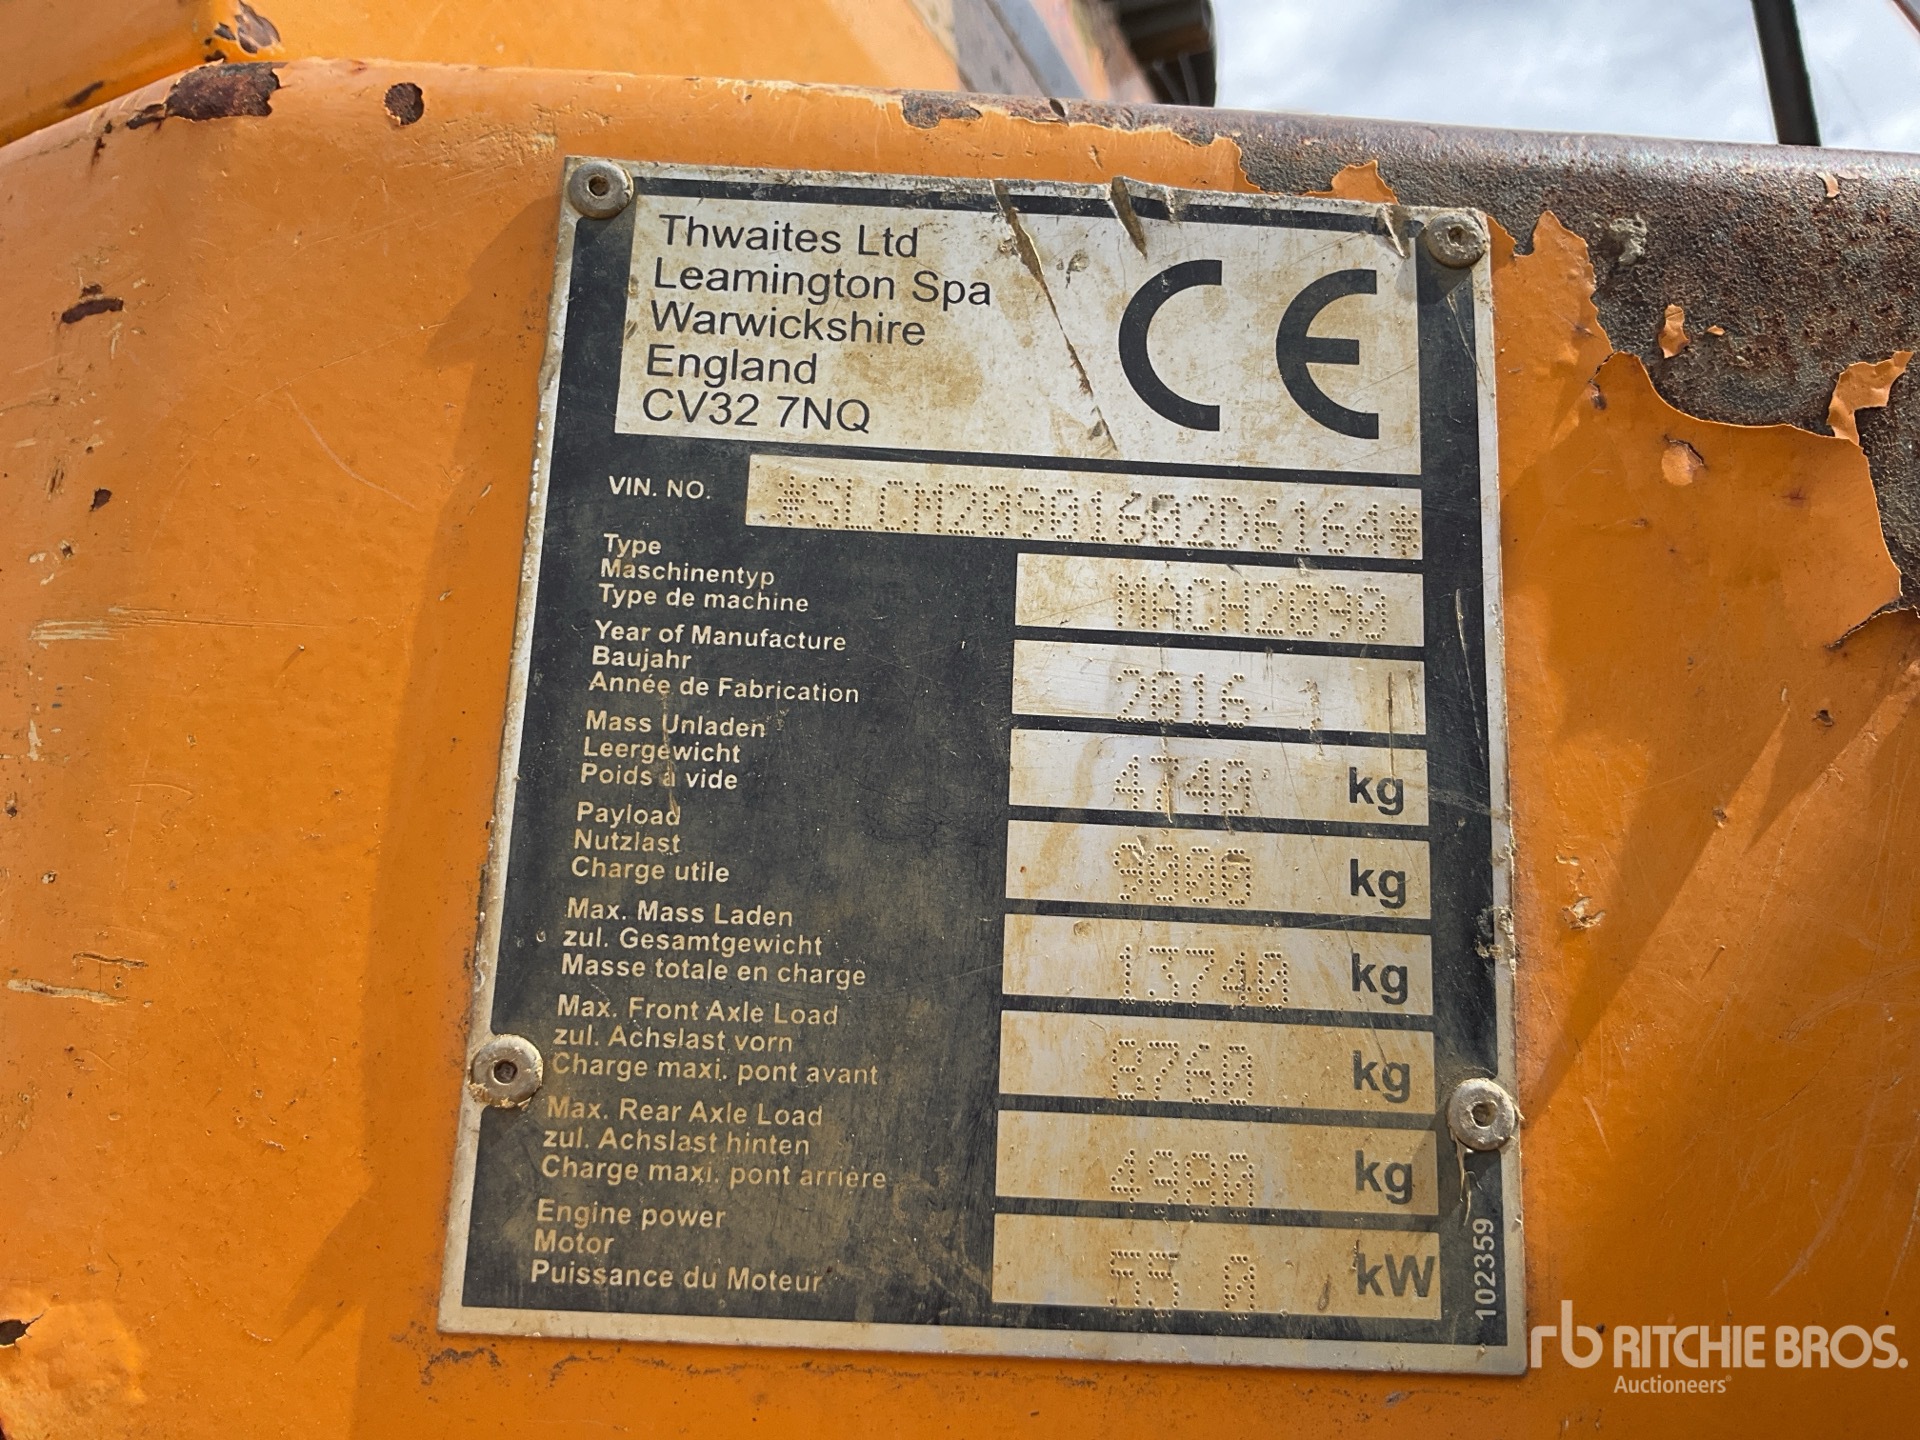 Thwaites Ltd
Leamington Spa
Warwickshire
England
CV32 7NQ
CE
VIN. NO. *SLCM20901602D6164*
Type
Maschinentyp
Type de machine
MACH2090
Year of Manufacture
Baujahr
Année de Fabrication
2016
Mass Unladen
Leergewicht
Poids à vide
4740 kg
Payload
Nutzlast
Charge utile
9000 kg
Max. Mass Laden
zul. Gesamtgewicht
Masse totale en charge
13740 kg
Max. Front Axle Load
zul. Achslast vorn
Charge maxi. pont avant
8760 kg
Max. Rear Axle Load
zul. Achslast hinten
Charge maxi. pont arrière
4980 kg
Engine power
Motor
Puissance du Moteur
55.0 kW
102359
rb RITCHIE BROS.
Auctioneers